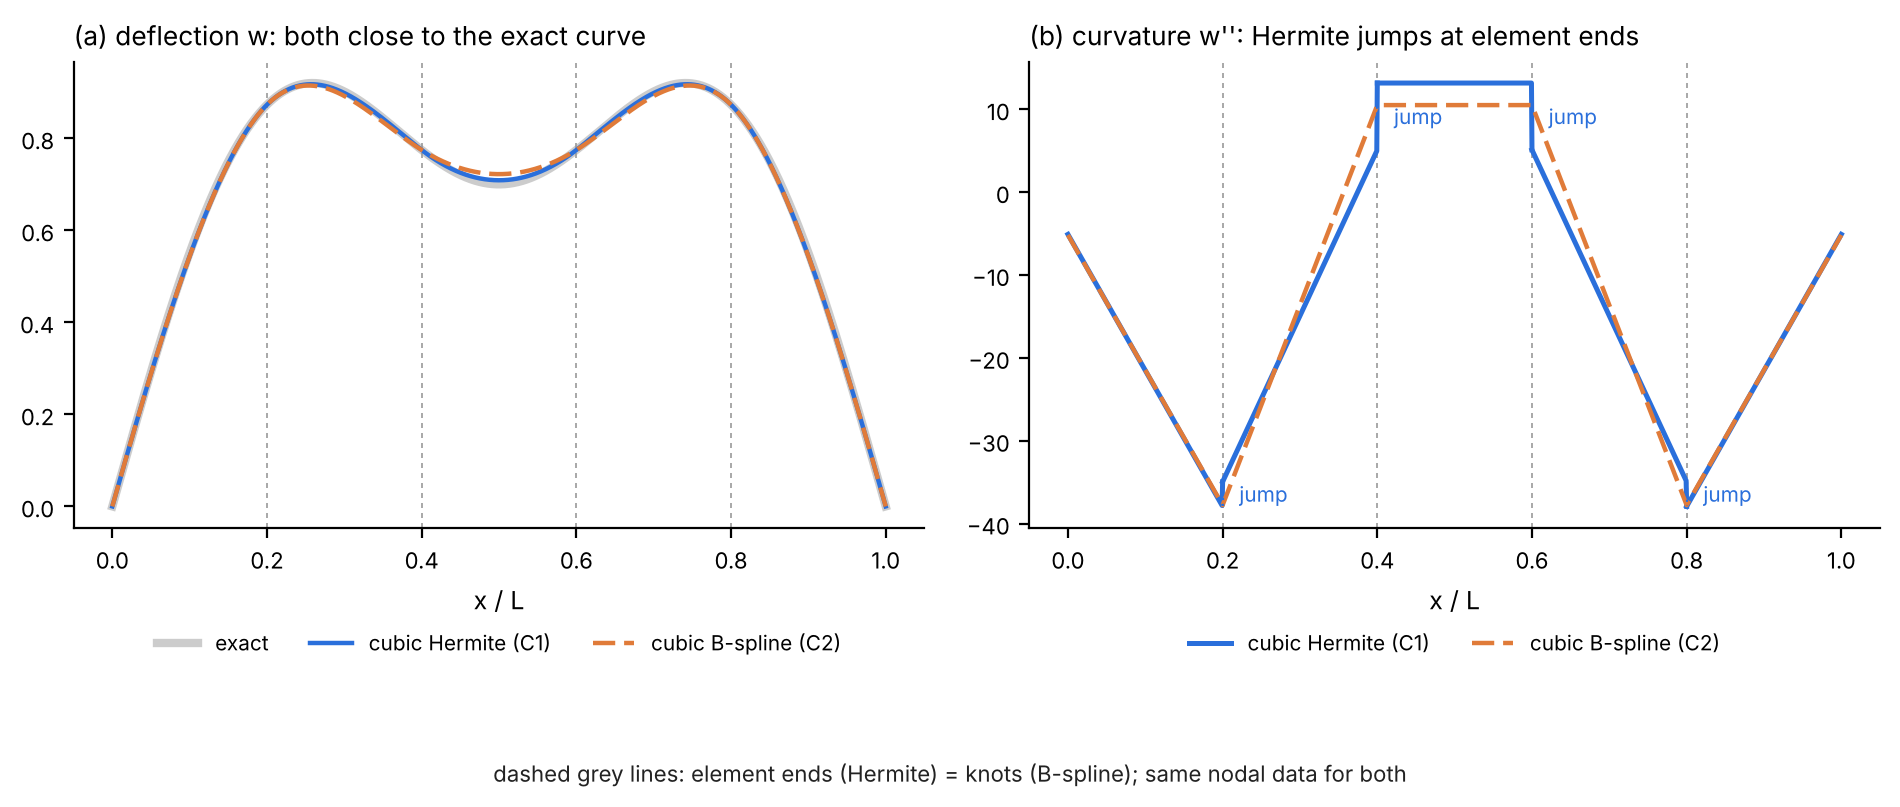 (a) deflection w: both close to the exact curve
0.8
0.6
0.4
0.2
0.0
0.0 0.2 0.4 0.6 0.8 1.0
x / L
exact cubic Hermite (C1) cubic B-spline (C2)
(b) curvature w'': Hermite jumps at element ends
10
0
−10
−20
−30
−40
jump jump
jump jump
0.0 0.2 0.4 0.6 0.8 1.0
x / L
cubic Hermite (C1) cubic B-spline (C2)
dashed grey lines: element ends (Hermite) = knots (B-spline); same nodal data for both